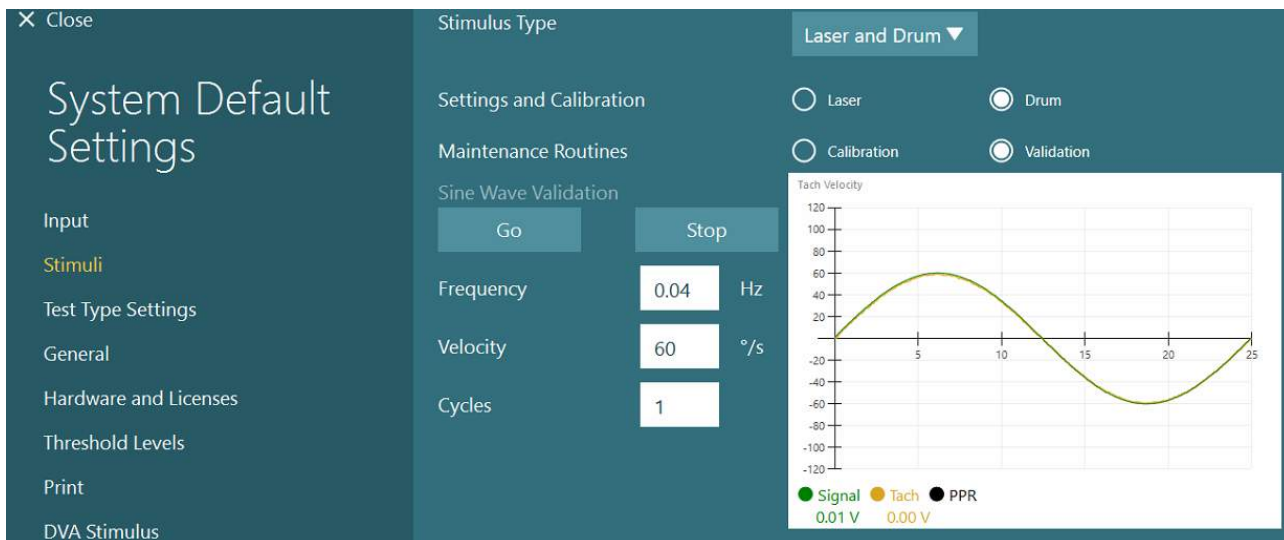 ✕ Close
System Default
Settings
Input
Stimuli
Test Type Settings
General
Hardware and Licenses
Threshold Levels
Print
DVA Stimulus
Stimulus Type
Laser and Drum
Settings and Calibration
Laser
Drum
Maintenance Routines
Calibration
Validation
Sine Wave Validation
Go
Stop
Frequency
0.04
Hz
Velocity
60
°/s
Cycles
1
Tach Velocity
120
100
80
60
40
20
-20
-40
-60
-80
-100
-120
5
10
15
20
25
Signal
Tach
PPR
0.01 V
0.00 V